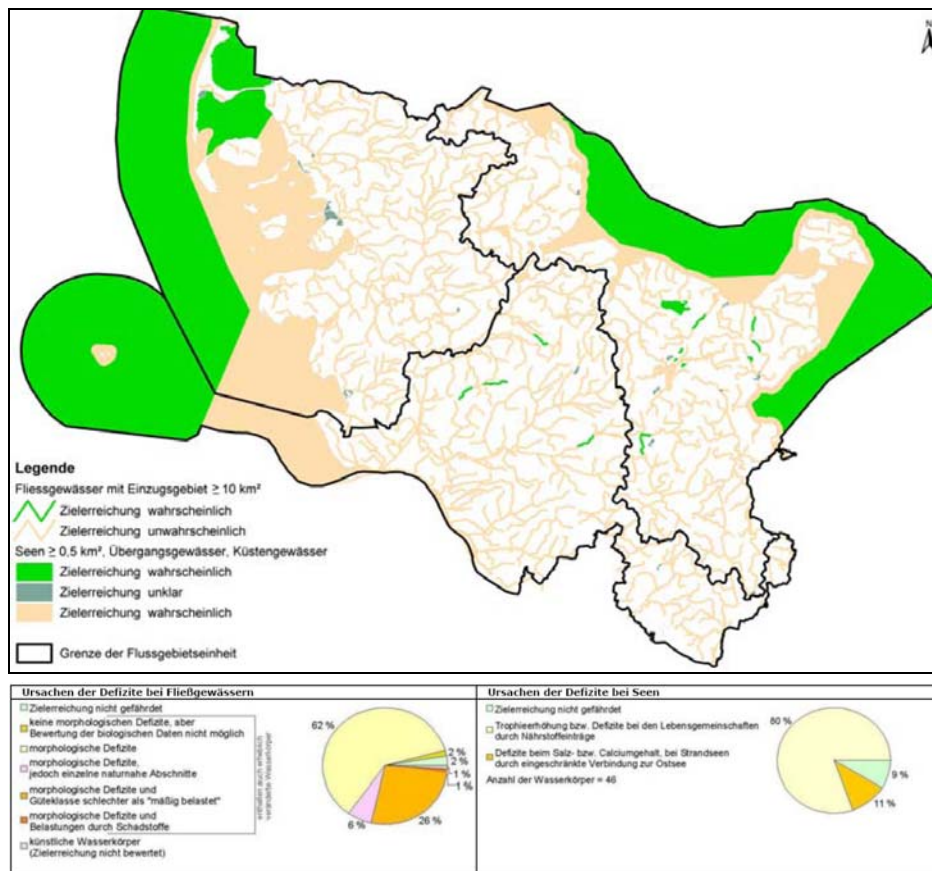 N
Legende
Fliessgewässer mit Einzugsgebiet ≥ 10 km²
Zielerreichung wahrscheinlich
Zielerreichung unwahrscheinlich
Seen ≥ 0,5 km², Übergangsgewässer, Küstengewässer
Zielerreichung wahrscheinlich
Zielerreichung unklar
Zielerreichung wahrscheinlich
Grenze der Flussgebietseinheit
Ursachen der Defizite bei Fließgewässern
Zielerreichung nicht gefährdet
keine morphologischen Defizite, aber
Bewertung der biologischen Daten nicht möglich
morphologische Defizite
morphologische Defizite,
jedoch einzelne naturnahe Abschnitte
morphologische Defizite und
Güteklasse schlechter als "mäßig belastet"
morphologische Defizite und
Belastungen durch Schadstoffe
künstliche Wasserkörper
(Zielerreichung nicht bewertet)
enthalten auch erheblich
veränderte Wasserkörper
62 %
2 %
2 %
1 %
1 %
26 %
6 %
Ursachen der Defizite bei Seen
Zielerreichung nicht gefährdet
Trophieerhöhung bzw. Defizite bei den Lebensgemeinschaften
durch Nährstoffeinträge
Defizite beim Salz- bzw. Calciumgehalt, bei Strandseen
durch eingeschränkte Verbindung zur Ostsee
Anzahl der Wasserkörper = 46
80 %
9 %
11 %